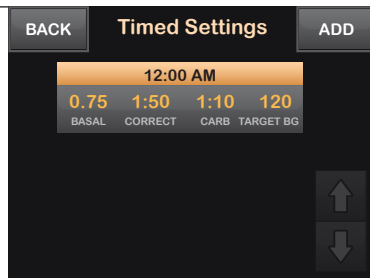 BACK Timed Settings ADD
12:00 AM
0.75 1:50 1:10 120
BASAL CORRECT CARB TARGET BG